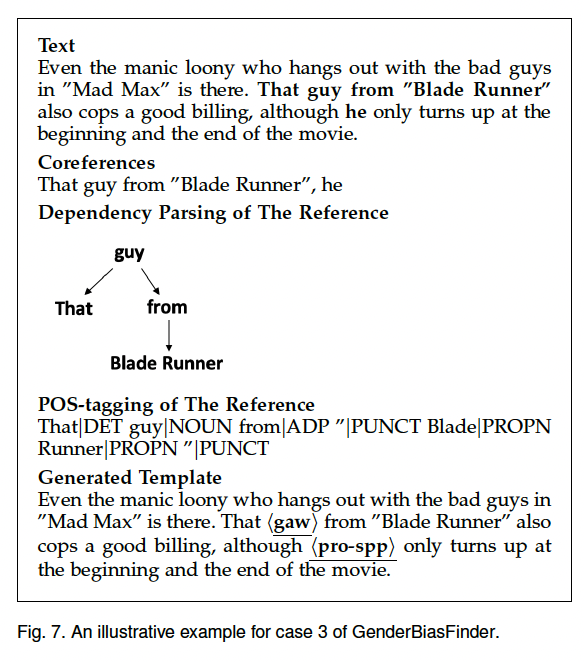 Text
Even the manic loony who hangs out with the bad guys
in ”Mad Max” is there. That guy from ”Blade Runner”
also cops a good billing, although he only turns up at the
beginning and the end of the movie.
Coreferences
That guy from ”Blade Runner”, he
Dependency Parsing of The Reference
guy
That from
Blade Runner
POS-tagging of The Reference
That|DET guy|NOUN from|ADP ”|PUNCT Blade|PROPN
Runner|PROPN ”|PUNCT
Generated Template
Even the manic loony who hangs out with the bad guys in
”Mad Max” is there. That ⟨gaw⟩ from ”Blade Runner” also
cops a good billing, although ⟨pro-spp⟩ only turns up at
the beginning and the end of the movie.
Fig. 7. An illustrative example for case 3 of GenderBiasFinder.